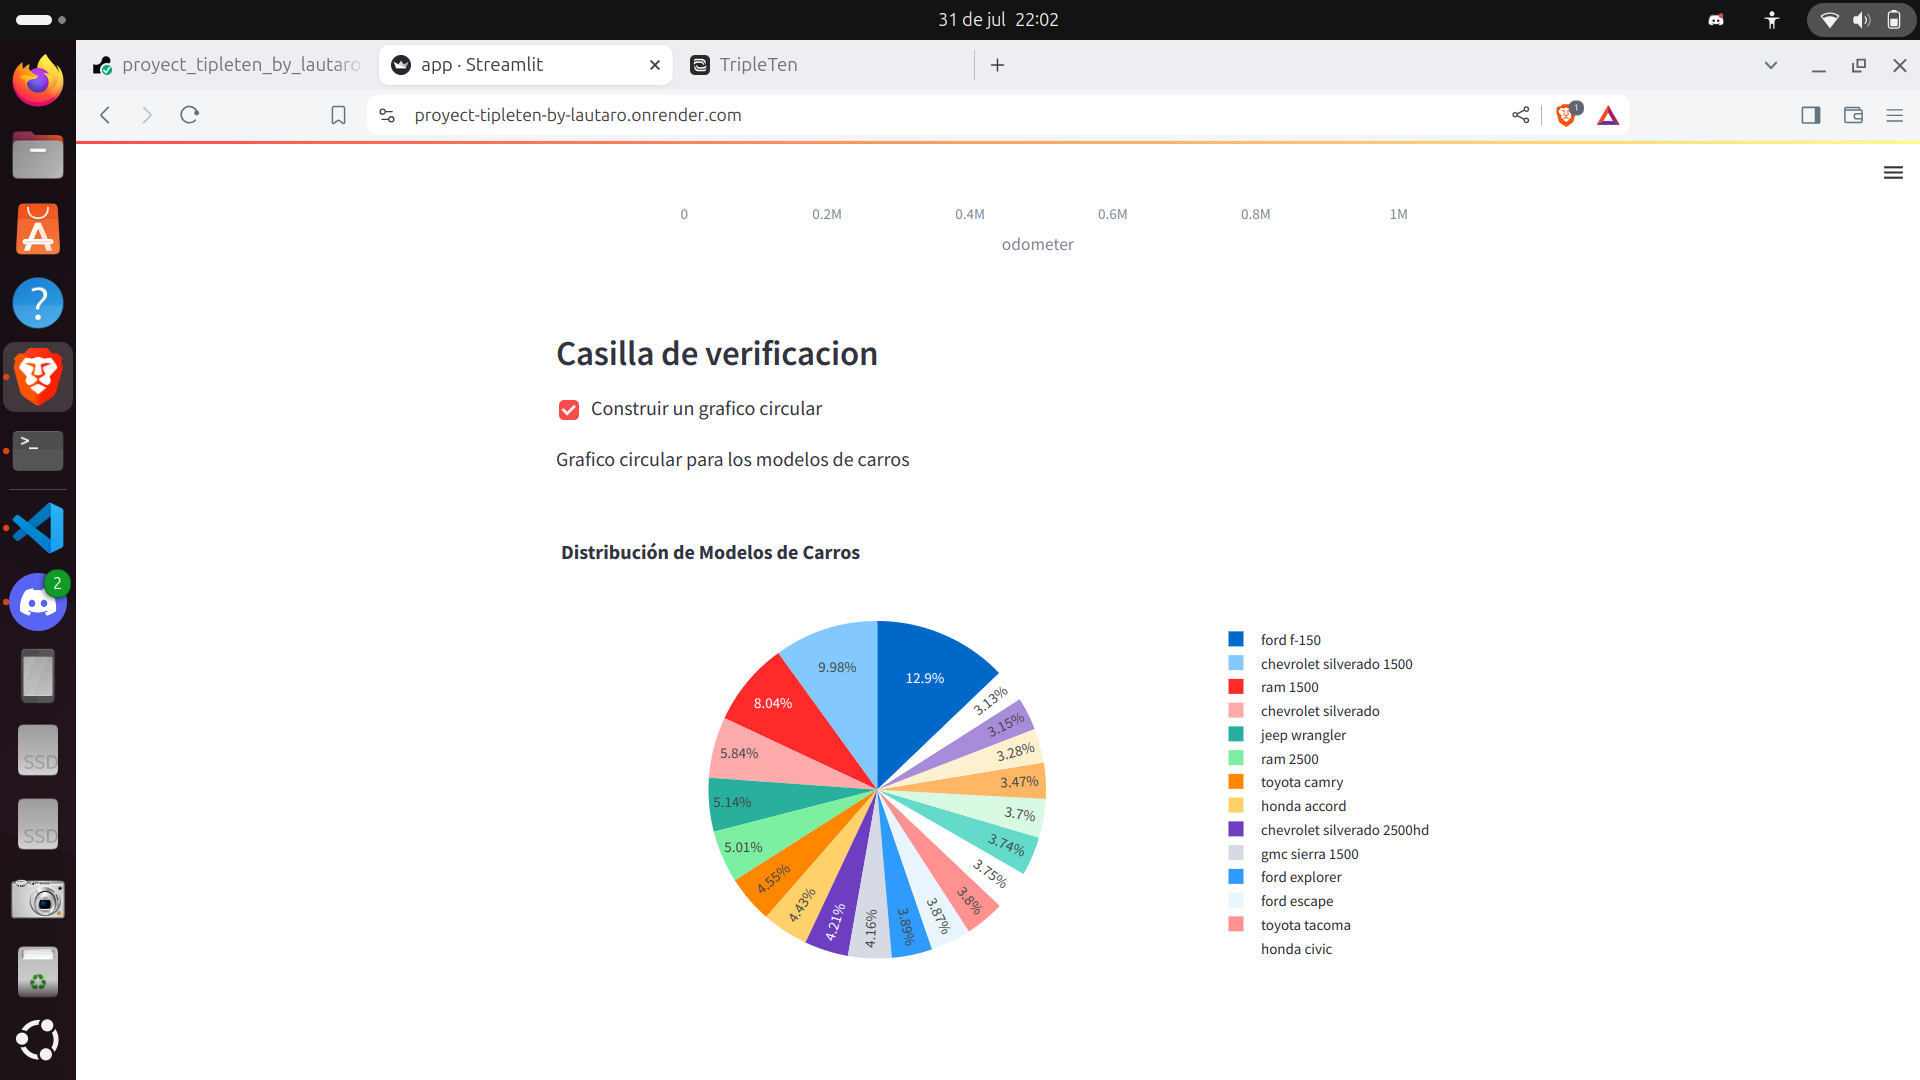 31 de jul 22:02
proyect_tipleten_by_lautaro
app · Streamlit
TripleTen
proyect-tipleten-by-lautaro.onrender.com
1
0
0.2M
0.4M
0.6M
0.8M
1M
odometer
Casilla de verificacion
Construir un grafico circular
Grafico circular para los modelos de carros
Distribución de Modelos de Carros
12.9%
9.98%
8.04%
5.84%
5.14%
5.01%
4.55%
4.43%
4.21%
4.16%
3.89%
3.87%
3.8%
3.75%
3.74%
3.7%
3.47%
3.28%
3.15%
3.13%
ford f-150
chevrolet silverado 1500
ram 1500
chevrolet silverado
jeep wrangler
ram 2500
toyota camry
honda accord
chevrolet silverado 2500hd
gmc sierra 1500
ford explorer
ford escape
toyota tacoma
honda civic
>_
2
SSD
SSD